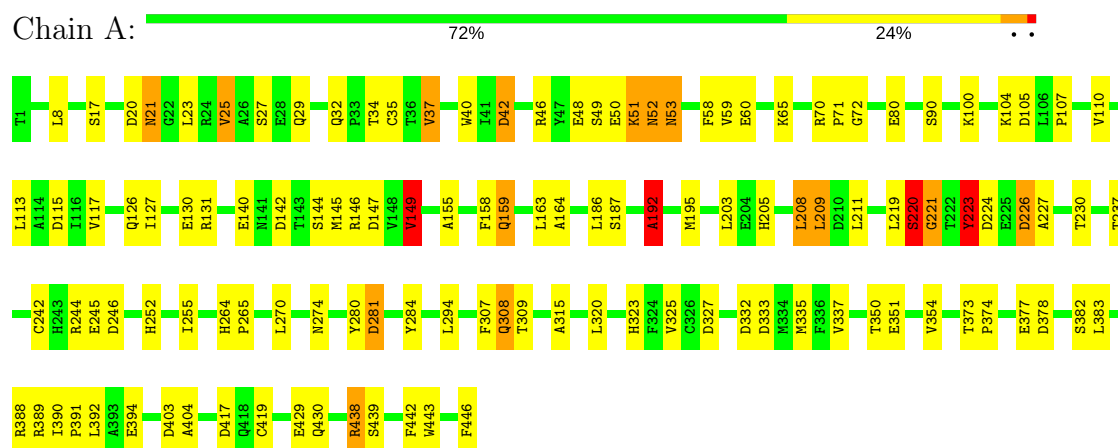 Chain A:
72% 24% • •
T1 L8 S17 D20 N21 G22 L23 R24 V25 A26 S27 E28 Q29 Q32 P33 T34 C35 T36 V37 W40 I41 D42 R46 Y47 E48 S49 E50 K51 N52 N53 F58 V59 E60 K65 R70 P71 G72 E80 S90 K100 K104 D105 L106 P107 V110
L113 A114 D115 I116 V117 Q126 I127 E130 R131 E140 N141 D142 T143 S144 M145 R146 D147 V148 V149 A155 F158 Q159 L163 A164 L186 S187 A192 M195 L203 E204 H205 L208 L209 D210 L211 L219 S220 G221 T222 Y223 D224 E225 D226 A227 T230
C242 H243 R244 E245 D246 H252 I255 H264 P265 L270 N274 Y280 D281 Y284 L294 F307 Q308 T309 A315 L320 H323 F324 V325 C326 D327 D332 D333 M334 M335 F336 V337 T350 E351 V354 T373 P374 E377 D378 S382 L383
R388 R389 I390 P391 L392 A393 E394 D403 A404 D417 Q418 C419 E429 Q430 R438 S439 F442 W443 F446